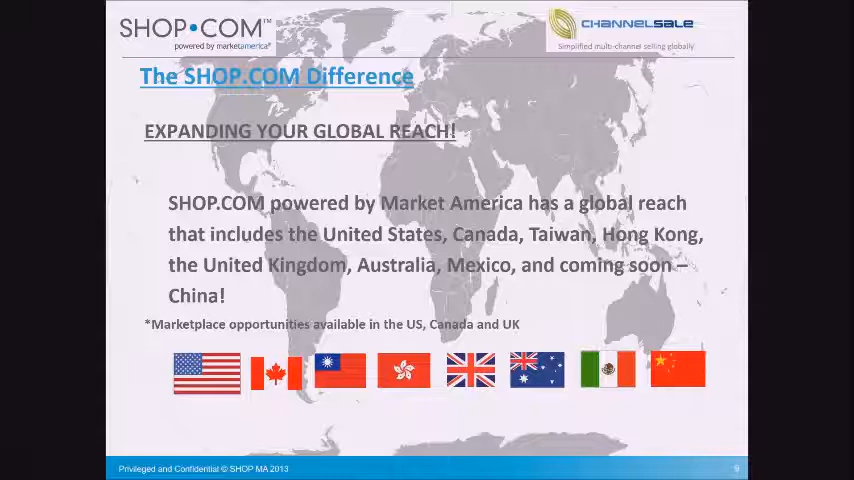 SHOP•COM™
powered by marketamerica®
CHANNELSALE
Simplified multi-channel selling globally
The SHOP.COM Difference
EXPANDING YOUR GLOBAL REACH!
SHOP.COM powered by Market America has a global reach
that includes the United States, Canada, Taiwan, Hong Kong,
the United Kingdom, Australia, Mexico, and coming soon –
China!
*Marketplace opportunities available in the US, Canada and UK
Privileged and Confidential © SHOP MA 2013
9